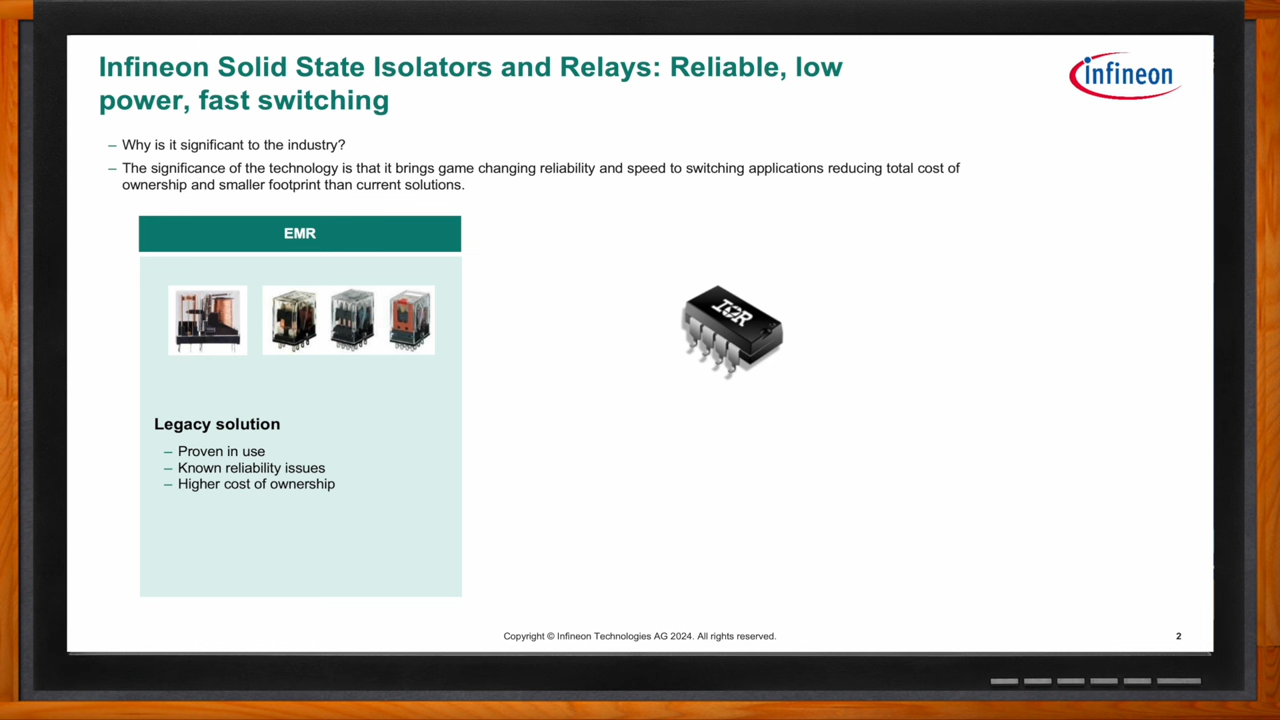 Infineon Solid State Isolators and Relays: Reliable, low
power, fast switching
infineon
– Why is it significant to the industry?
– The significance of the technology is that it brings game changing reliability and speed to switching applications reducing total cost of
ownership and smaller footprint than current solutions.
EMR
IOR
Legacy solution
– Proven in use
– Known reliability issues
– Higher cost of ownership
Copyright © Infineon Technologies AG 2024. All rights reserved.
2